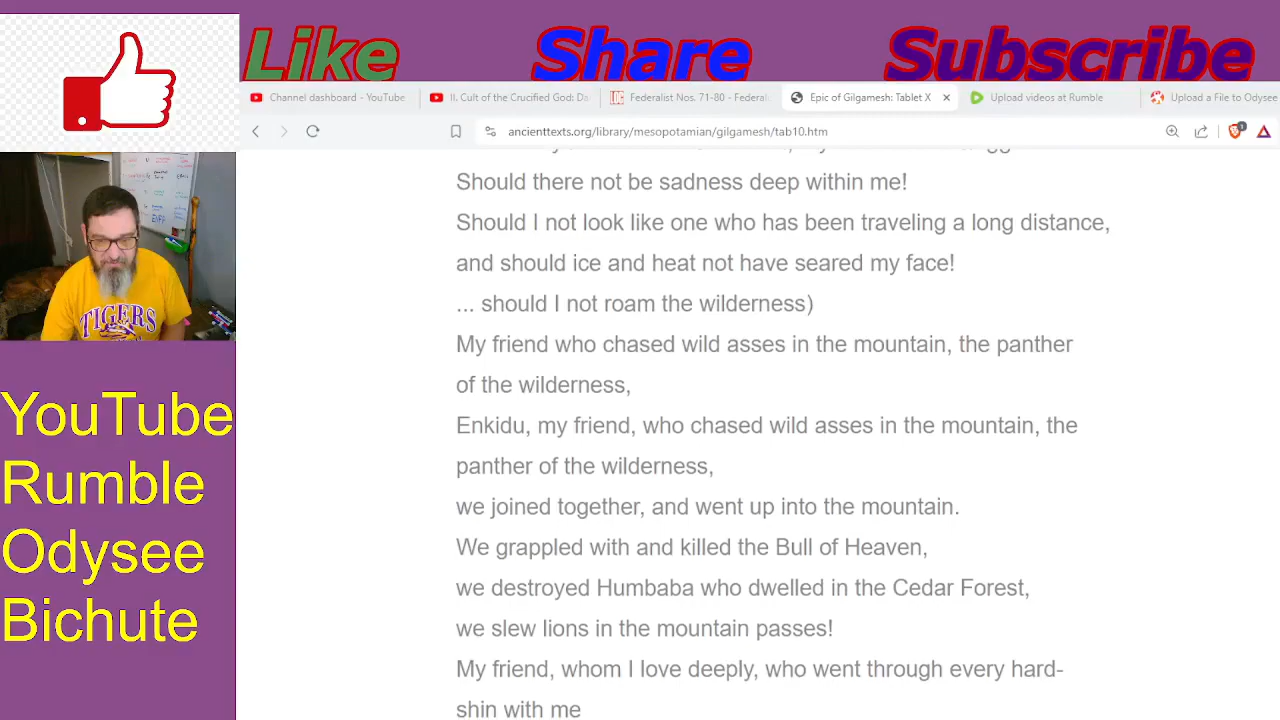 Like Share Subscribe
Channel dashboard - YouTube
II. Cult of the Crucified God: Da
Federalist Nos. 71-80 - Federal
Epic of Gilgamesh: Tablet X
Upload videos at Rumble
Upload a File to Odysee
ancienttexts.org/library/mesopotamian/gilgamesh/tab10.htm
Should there not be sadness deep within me!
Should I not look like one who has been traveling a long distance,
and should ice and heat not have seared my face!
... should I not roam the wilderness)
My friend who chased wild asses in the mountain, the panther
of the wilderness,
Enkidu, my friend, who chased wild asses in the mountain, the
panther of the wilderness,
we joined together, and went up into the mountain.
We grappled with and killed the Bull of Heaven,
we destroyed Humbaba who dwelled in the Cedar Forest,
we slew lions in the mountain passes!
My friend, whom I love deeply, who went through every hard-
shin with me
TIGERS
YouTube
Rumble
Odysee
Bichute